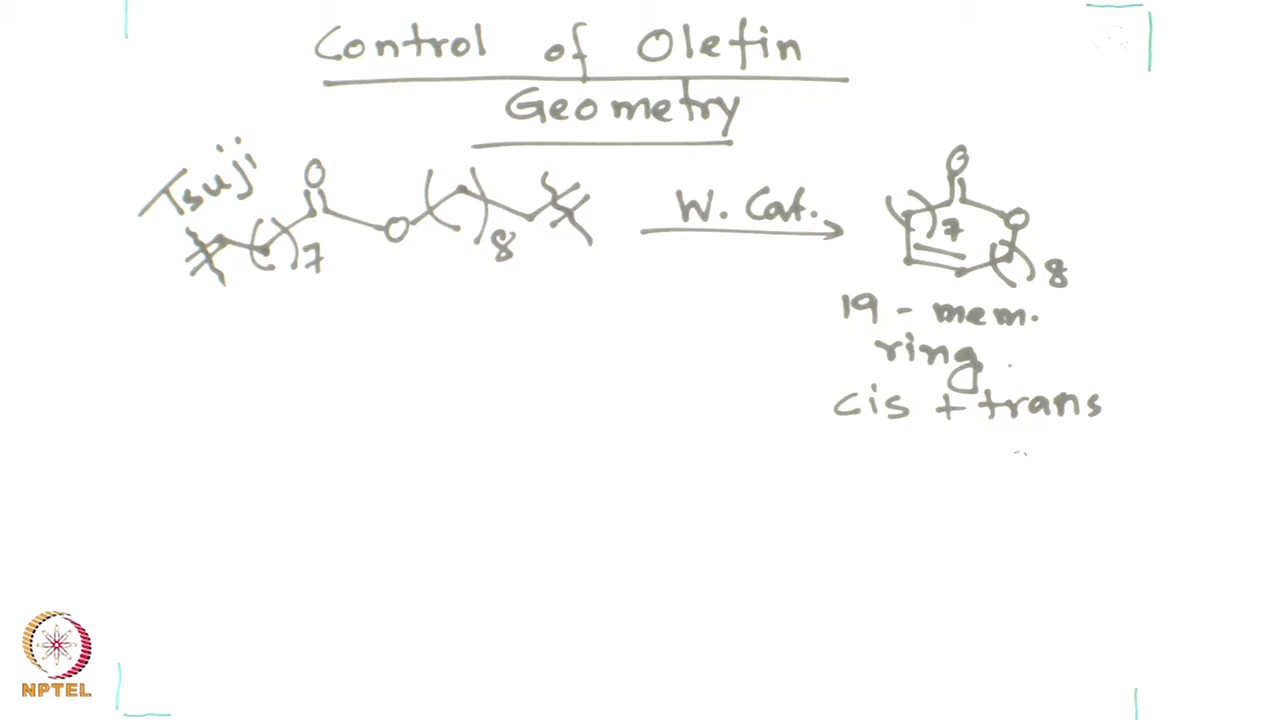 Control of Olefin
Geometry
Tsuji
O
7
O
8
W. Cat.
O
7
O
8
19 - mem.
ring
cis + trans
NPTEL